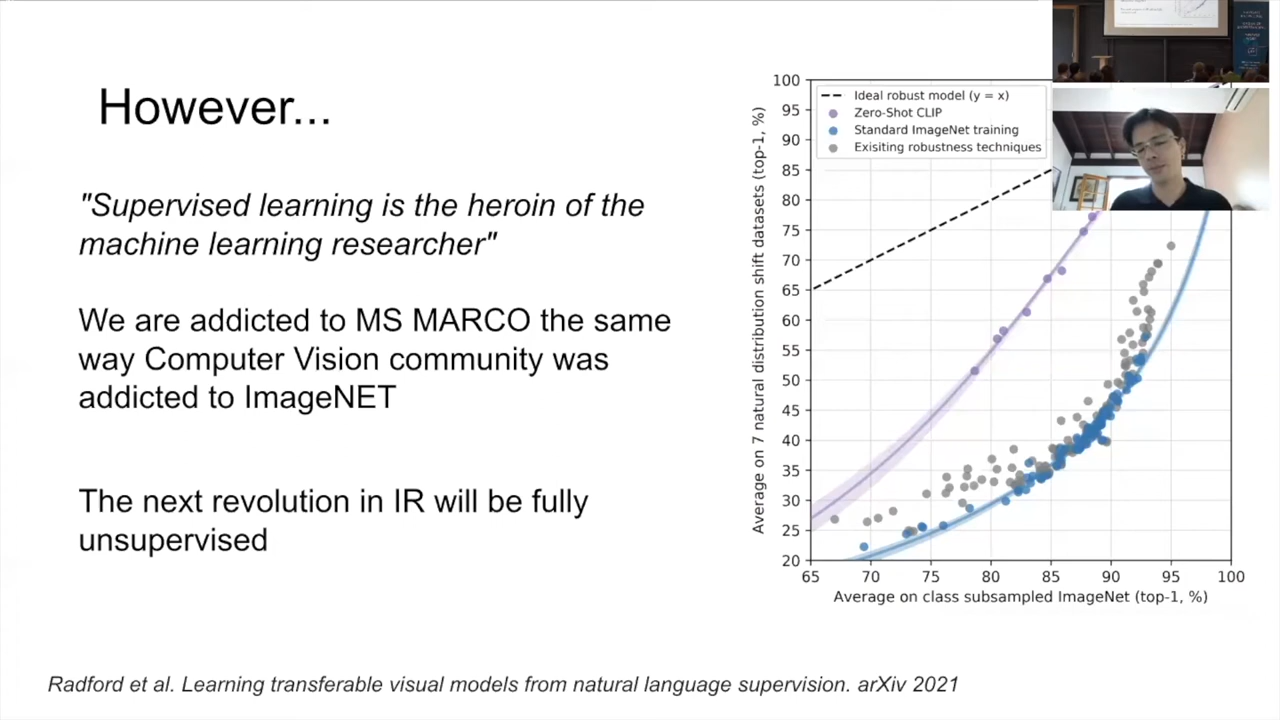 However...
"Supervised learning is the heroin of the
machine learning researcher"
We are addicted to MS MARCO the same
way Computer Vision community was
addicted to ImageNET
The next revolution in IR will be fully
unsupervised
Radford et al. Learning transferable visual models from natural language supervision. arXiv 2021
Ideal robust model (y = x)
Zero-Shot CLIP
Standard ImageNet training
Exisiting robustness techniques
Average on 7 natural distribution shift datasets (top-1, %)
100
95
90
85
80
75
70
65
60
55
50
45
40
35
30
25
20
65 70 75 80 85 90 95 100
Average on class subsampled ImageNet (top-1, %)